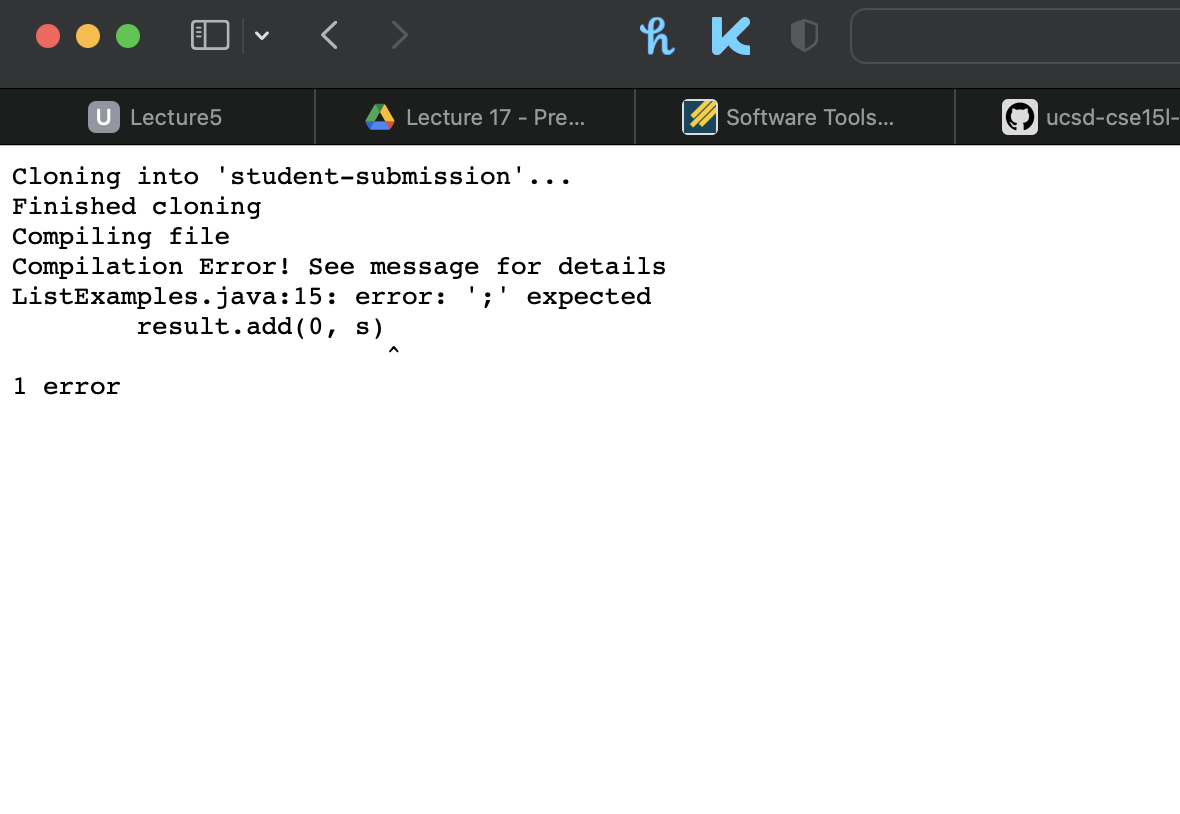 U Lecture5
Lecture 17 - Pre...
Software Tools...
ucsd-cse15l-
Cloning into 'student-submission'...
Finished cloning
Compiling file
Compilation Error! See message for details
ListExamples.java:15: error: ';' expected
        result.add(0, s)
                        ^
1 error